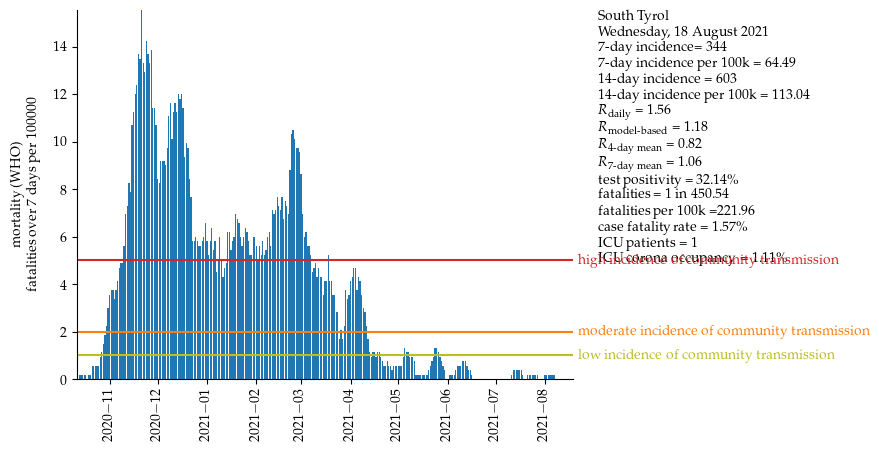 South Tyrol
Wednesday, 18 August 2021
7-day incidence= 344
7-day incidence per 100k = 64.49
14-day incidence = 603
14-day incidence per 100k = 113.04
R daily = 1.56
R model-based = 1.18
R 4-day mean = 0.82
R 7-day mean = 1.06
test positivity = 32.14%
fatalities = 1 in 450.54
fatalities per 100k =221.96
case fatality rate = 1.57%
ICU patients = 1
ICU corona occupancy = 1.11%
high incidence of community transmission
moderate incidence of community transmission
low incidence of community transmission
mortality (WHO)
fatalities over 7 days per 100000
14
12
10
8
6
4
2
0
2020−11
2020−12
2021−01
2021−02
2021−03
2021−04
2021−05
2021−06
2021−07
2021−08